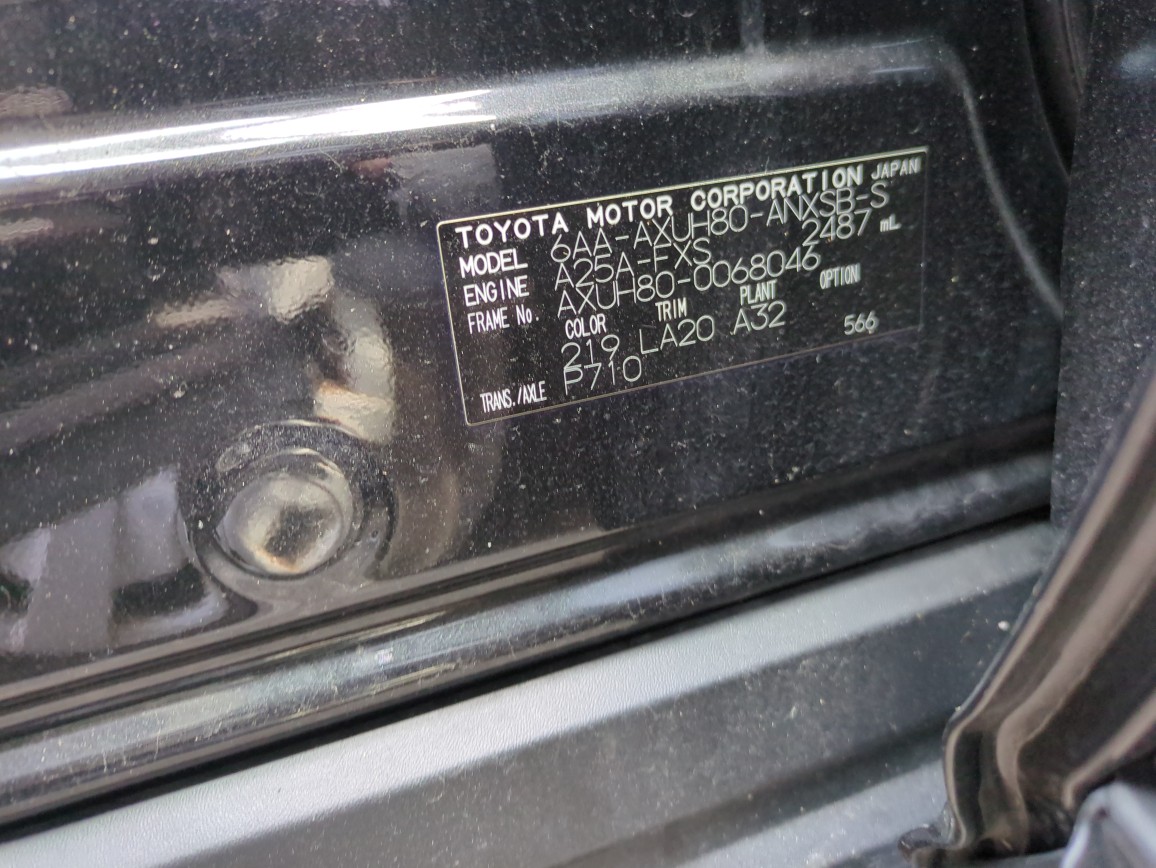 TOYOTA MOTOR CORPORATION JAPAN
MODEL 6AA-AXUH80-ANXSB-S
ENGINE A25A-FXS 2487 mL
FRAME No. AXUH80-0068046
COLOR TRIM PLANT OPTION
219 LA20 A32 566
TRANS./AXLE P710